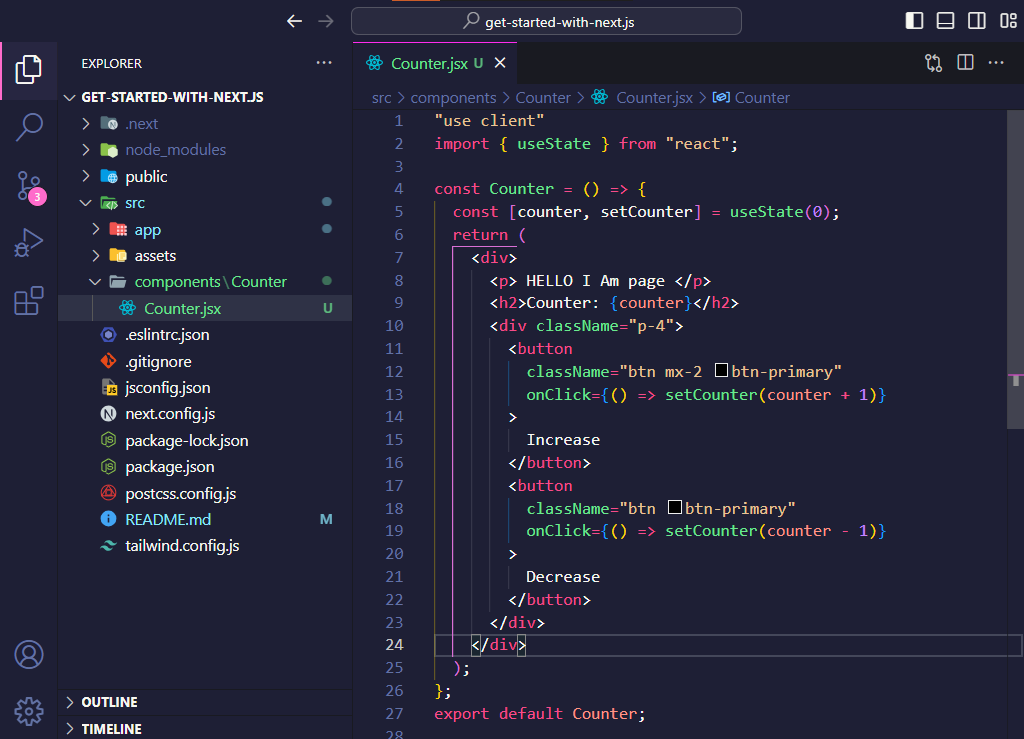 get-started-with-next.js
EXPLORER
GET-STARTED-WITH-NEXT.JS
.next
node_modules
public
src
app
assets
components\Counter
Counter.jsx U
.eslintrc.json
.gitignore
jsconfig.json
next.config.js
package-lock.json
package.json
postcss.config.js
README.md M
tailwind.config.js
OUTLINE
TIMELINE
3
Counter.jsx U
src > components > Counter > Counter.jsx > Counter
1 "use client"
2 import { useState } from "react";
3
4 const Counter = () => {
5 const [counter, setCounter] = useState(0);
6 return (
7 <div>
8 <p> HELLO I Am page </p>
9 <h2>Counter: {counter}</h2>
10 <div className="p-4">
11 <button
12 className="btn mx-2 btn-primary"
13 onClick={() => setCounter(counter + 1)}
14 >
15 Increase
16 </button>
17 <button
18 className="btn btn-primary"
19 onClick={() => setCounter(counter - 1)}
20 >
21 Decrease
22 </button>
23 </div>
24 </div>
25 );
26 };
27 export default Counter;
28